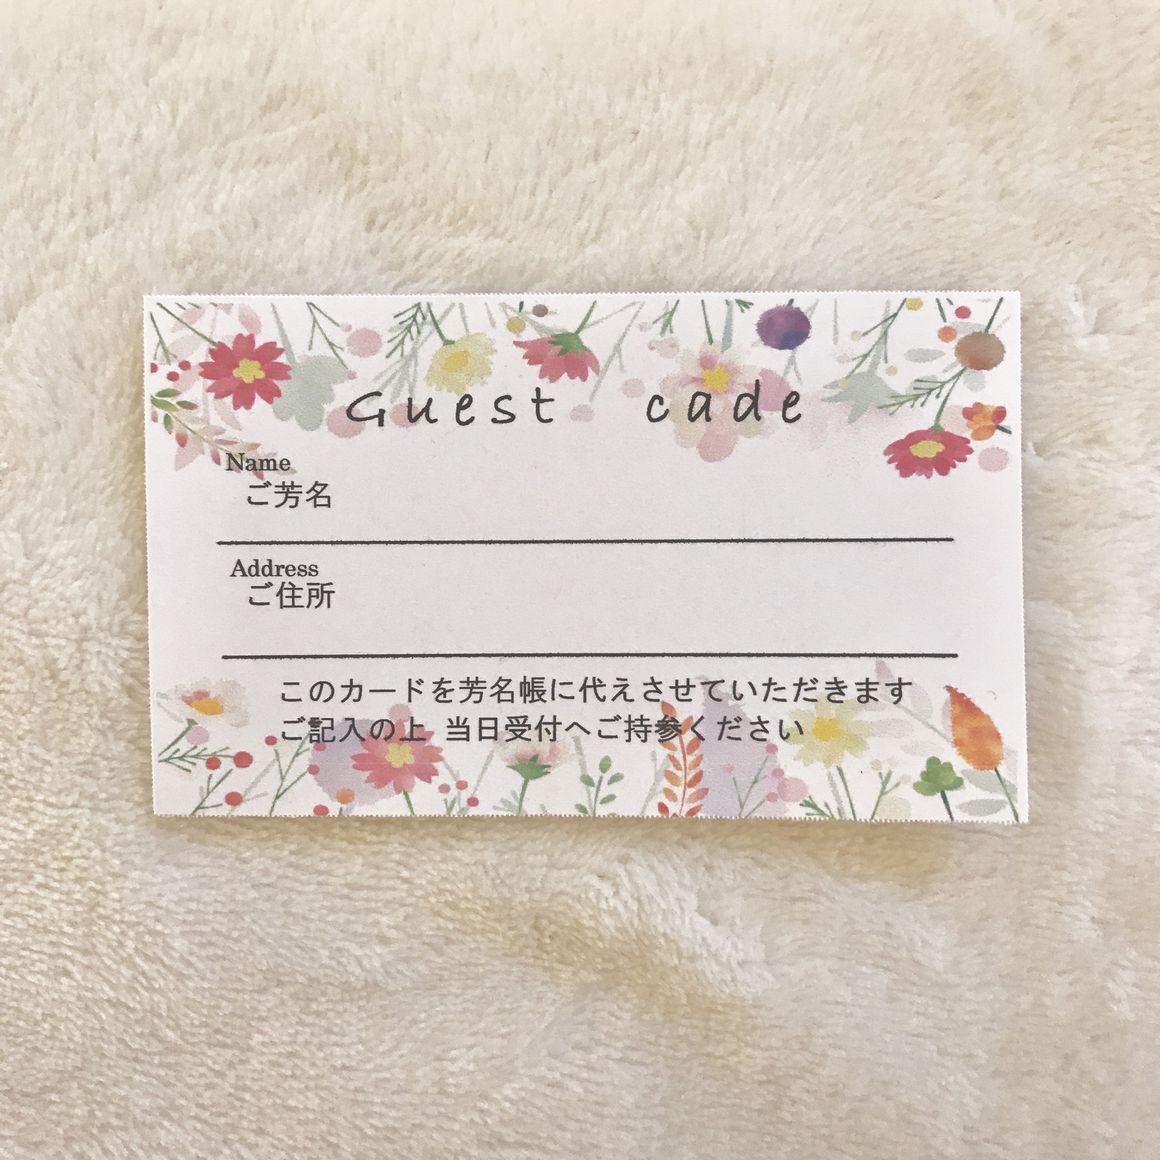 Guest cade
Name
ご芳名
Address
ご住所
このカードを芳名帳に代えさせていただきます
ご記入の上 当日受付へご持参ください